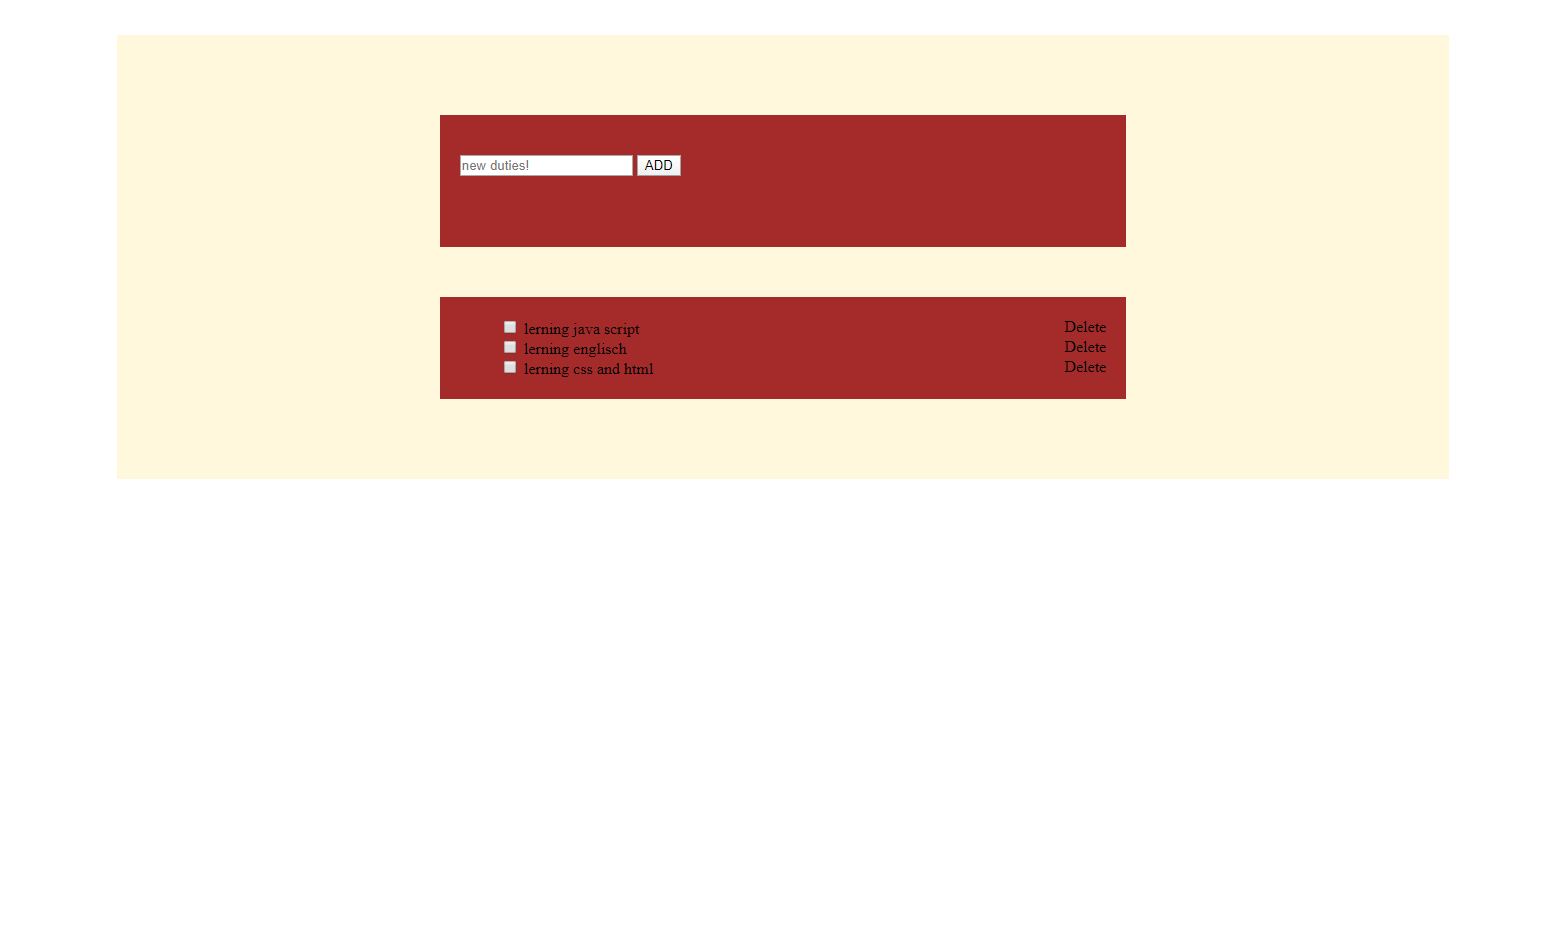 new duties! ADD
lerning java script Delete
lerning englisch Delete
lerning css and html Delete